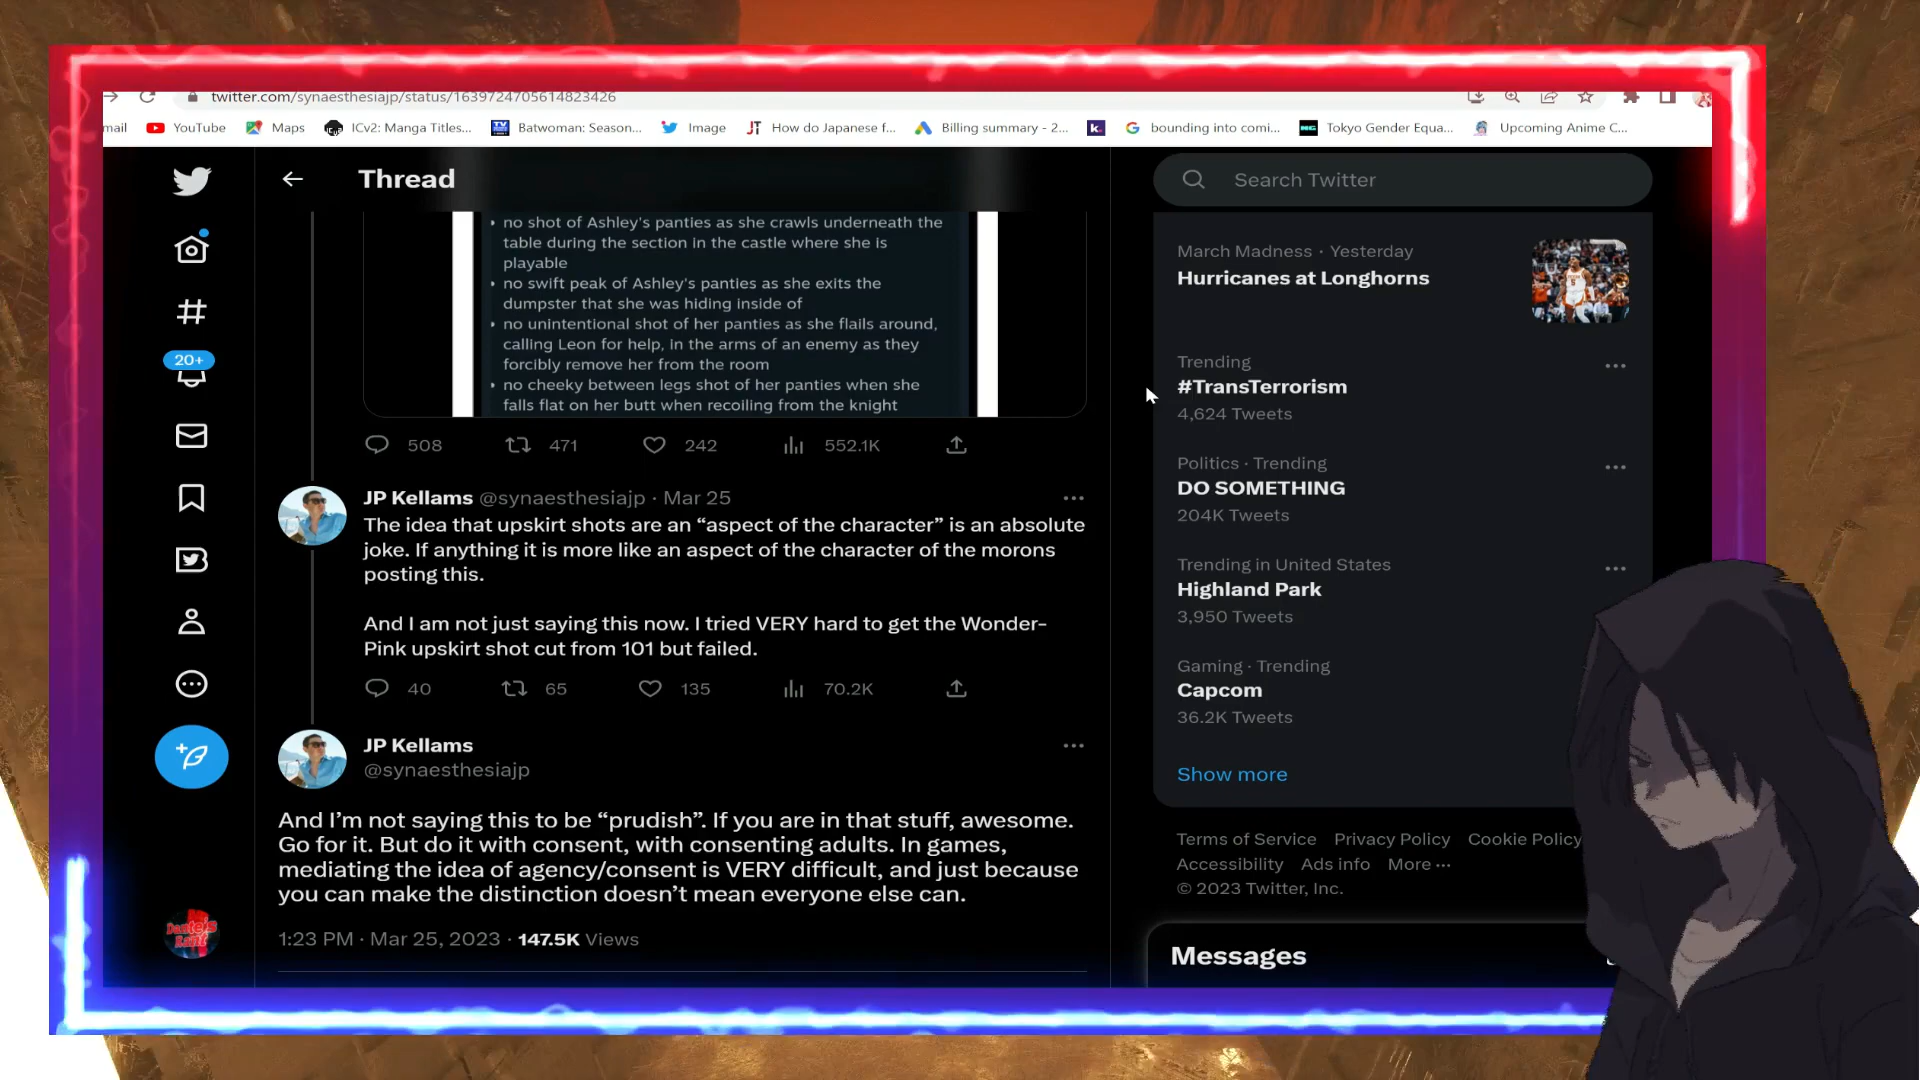 twitter.com/synaesthesiajp/status/1639724705614823426
mail YouTube Maps ICv2: Manga Titles... Batwoman: Season... Image How do Japanese f... Billing summary - 2... bounding into comi... Tokyo Gender Equa... Upcoming Anime C...
Thread
Search Twitter
no shot of Ashley's panties as she crawls underneath the
table during the section in the castle where she is
playable
no swift peak of Ashley's panties as she exits the
dumpster that she was hiding inside of
no unintentional shot of her panties as she flails around,
calling Leon for help, in the arms of an enemy as they
forcibly remove her from the room
no cheeky between legs shot of her panties when she
falls flat on her butt when recoiling from the knight
508 471 242 552.1K
20+
JP Kellams @synaesthesiajp · Mar 25
The idea that upskirt shots are an “aspect of the character” is an absolute
joke. If anything it is more like an aspect of the character of the morons
posting this.
And I am not just saying this now. I tried VERY hard to get the Wonder-
Pink upskirt shot cut from 101 but failed.
40 65 135 70.2K
JP Kellams
@synaesthesiajp
And I’m not saying this to be “prudish”. If you are in that stuff, awesome.
Go for it. But do it with consent, with consenting adults. In games,
mediating the idea of agency/consent is VERY difficult, and just because
you can make the distinction doesn’t mean everyone else can.
1:23 PM · Mar 25, 2023 · 147.5K Views
March Madness · Yesterday
Hurricanes at Longhorns
Trending
#TransTerrorism
4,624 Tweets
Politics · Trending
DO SOMETHING
204K Tweets
Trending in United States
Highland Park
3,950 Tweets
Gaming · Trending
Capcom
36.2K Tweets
Show more
Terms of Service Privacy Policy Cookie Policy
Accessibility Ads info More ···
© 2023 Twitter, Inc.
Messages